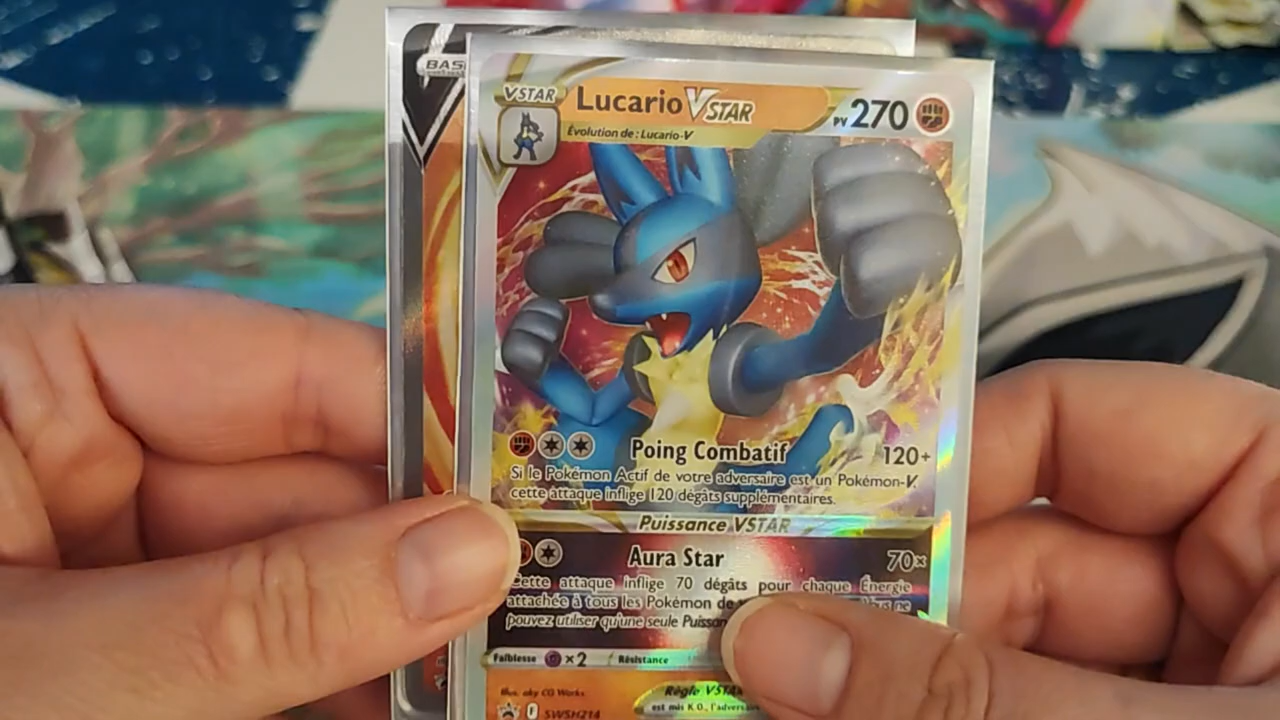 BAS
VSTAR Lucario VSTAR PV 270
Évolution de : Lucario-V
Poing Combatif 120+
Si le Pokémon Actif de votre adversaire est un Pokémon-V,
cette attaque inflige 120 dégâts supplémentaires.
Puissance VSTAR
Aura Star 70×
Cette attaque inflige 70 dégâts pour chaque Énergie
attachée à tous les Pokémon de
pouvez utiliser qu'une seule
Faiblesse ×2 Résistance
Illus. aky CG Works
Règle VSTAR
F SWSH214
est mis K.O., l'adversaire